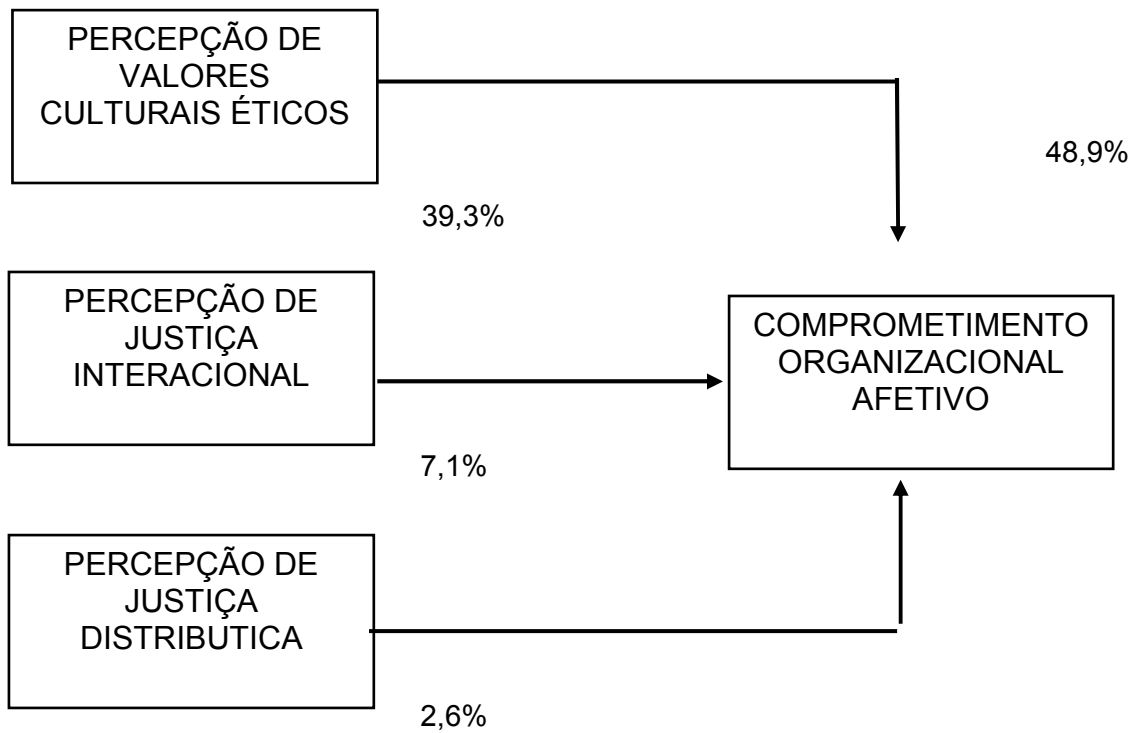 PERCEPÇÃO DE
VALORES
CULTURAIS ÉTICOS
48,9%
39,3%
PERCEPÇÃO DE
JUSTIÇA
INTERACIONAL
COMPROMETIMENTO
ORGANIZACIONAL
AFETIVO
7,1%
PERCEPÇÃO DE
JUSTIÇA
DISTRIBUTICA
2,6%